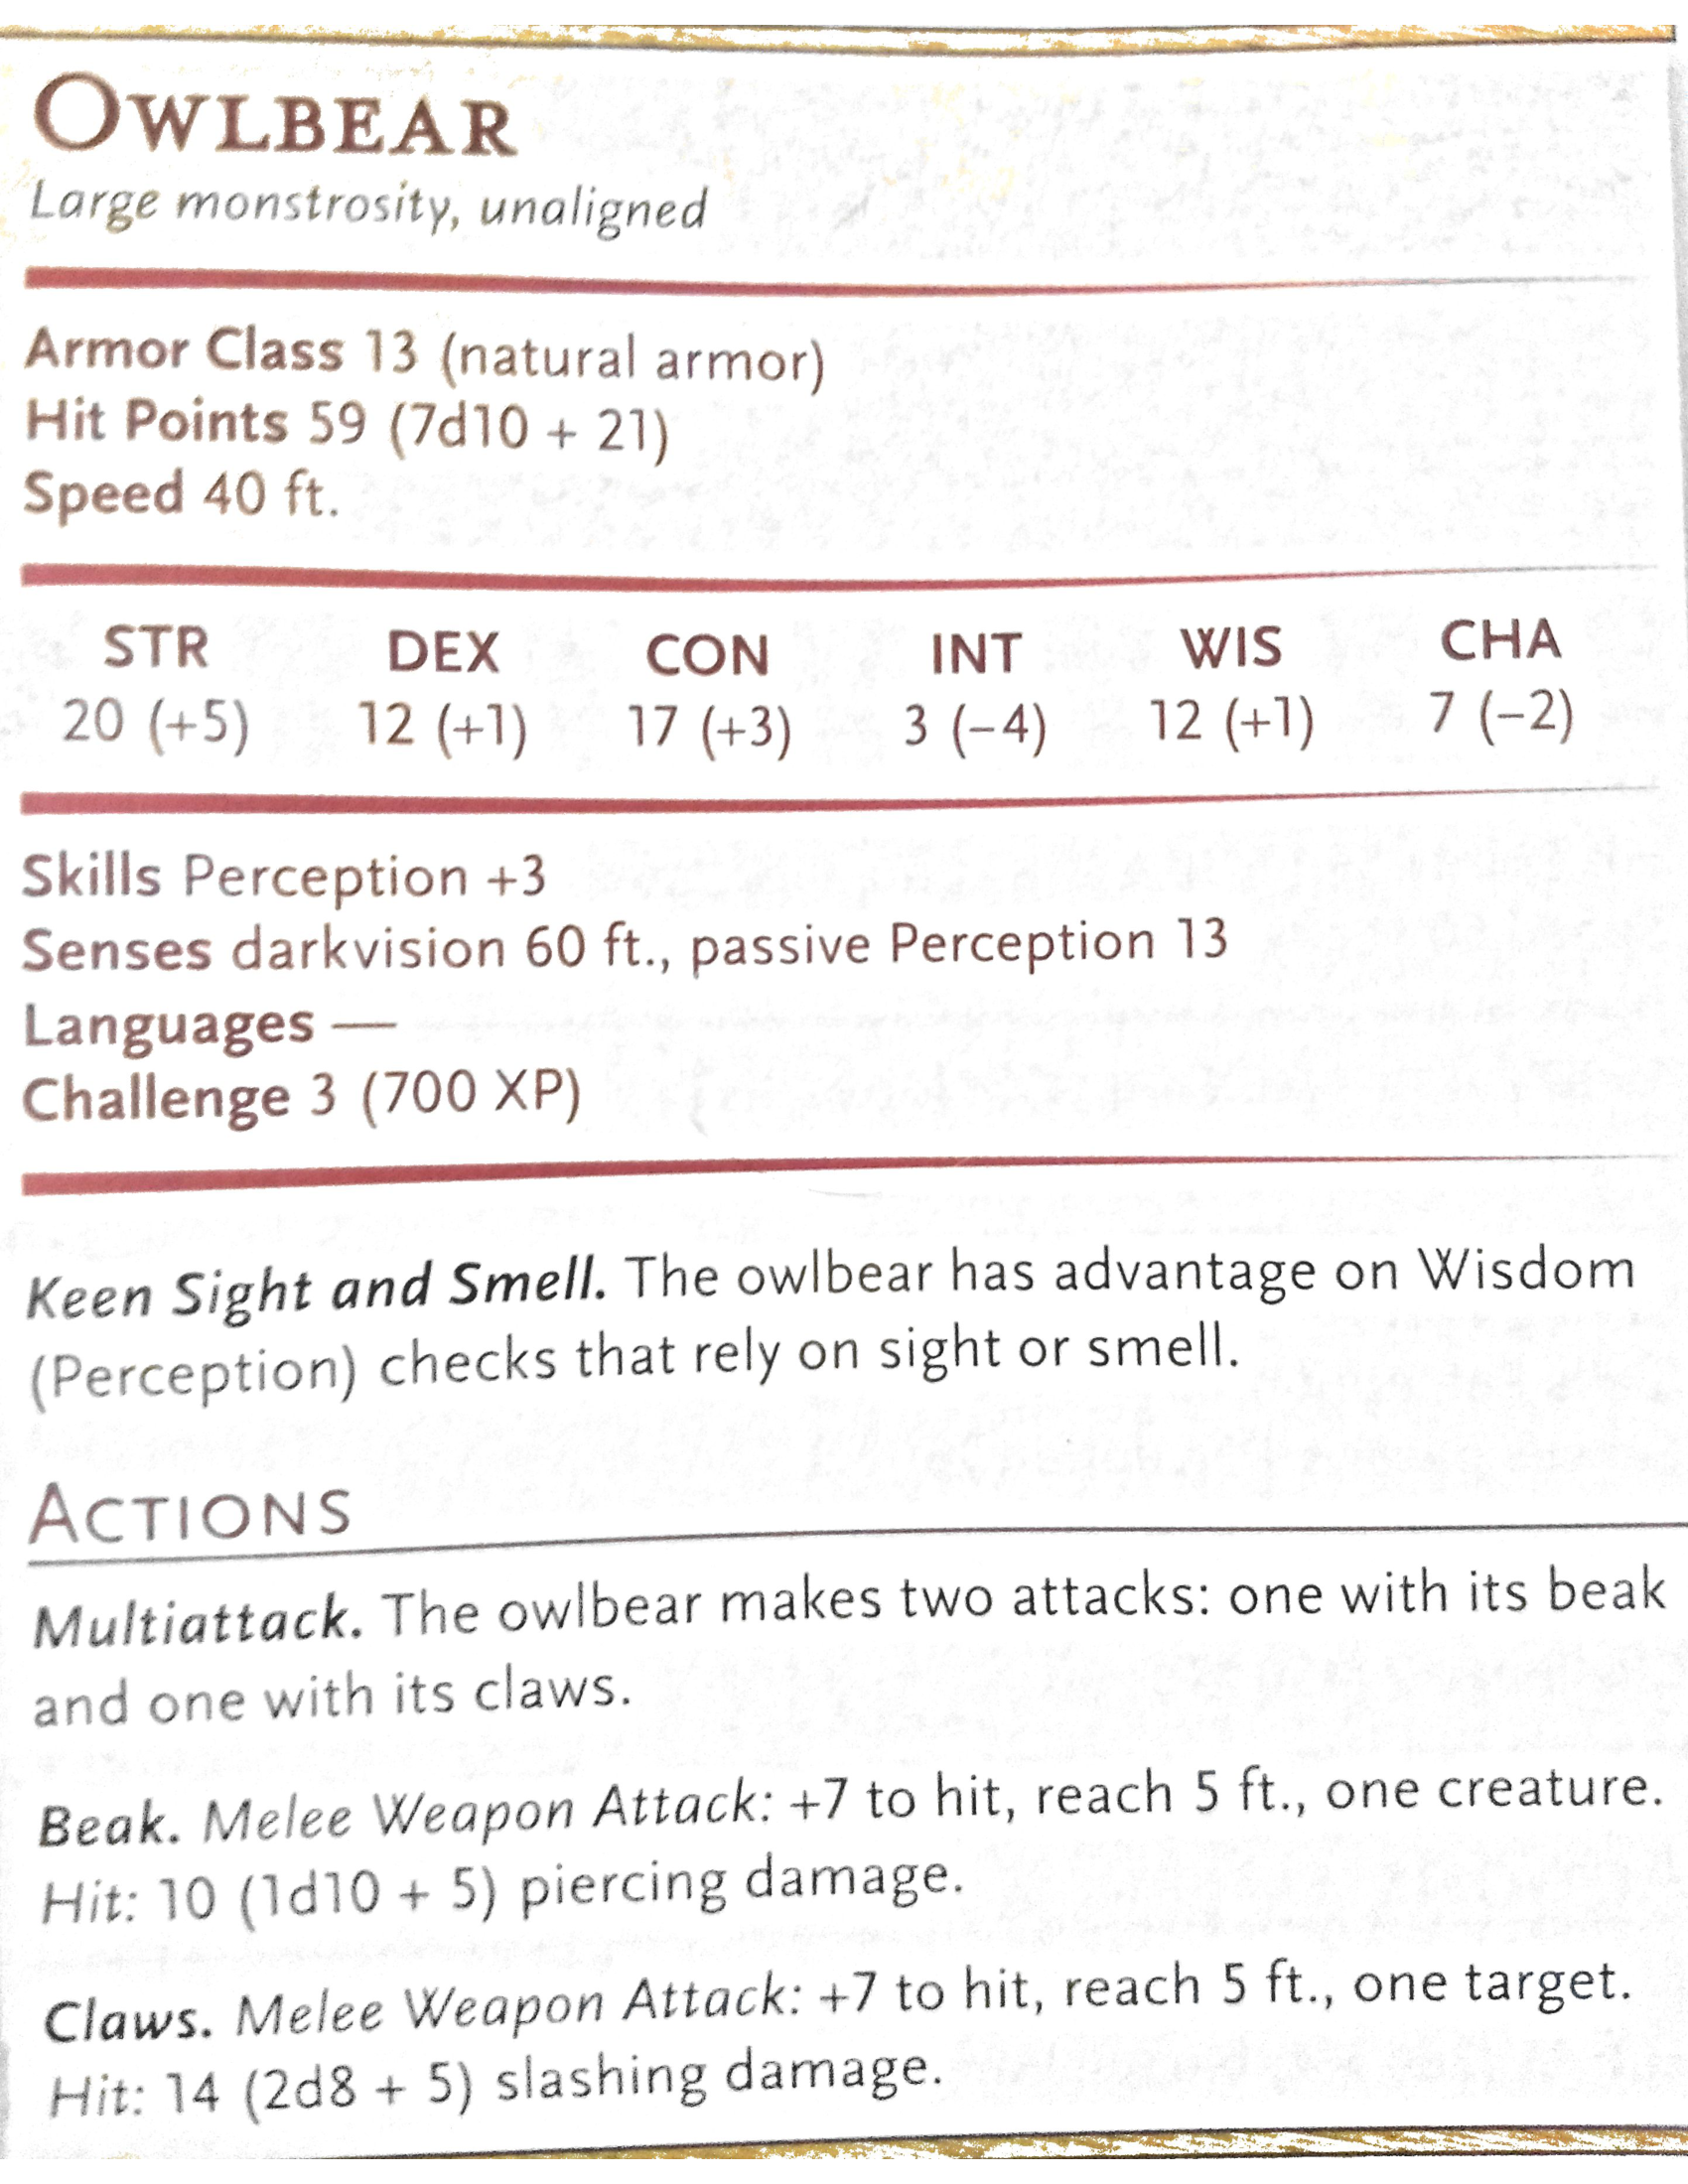 OWLBEAR
Large monstrosity, unaligned
Armor Class 13 (natural armor)
Hit Points 59 (7d10 + 21)
Speed 40 ft.
STR DEX CON INT WIS CHA
20 (+5) 12 (+1) 17 (+3) 3 (−4) 12 (+1) 7 (−2)
Skills Perception +3
Senses darkvision 60 ft., passive Perception 13
Languages —
Challenge 3 (700 XP)
Keen Sight and Smell. The owlbear has advantage on Wisdom
(Perception) checks that rely on sight or smell.
ACTIONS
Multiattack. The owlbear makes two attacks: one with its beak
and one with its claws.
Beak. Melee Weapon Attack: +7 to hit, reach 5 ft., one creature.
Hit: 10 (1d10 + 5) piercing damage.
Claws. Melee Weapon Attack: +7 to hit, reach 5 ft., one target.
Hit: 14 (2d8 + 5) slashing damage.